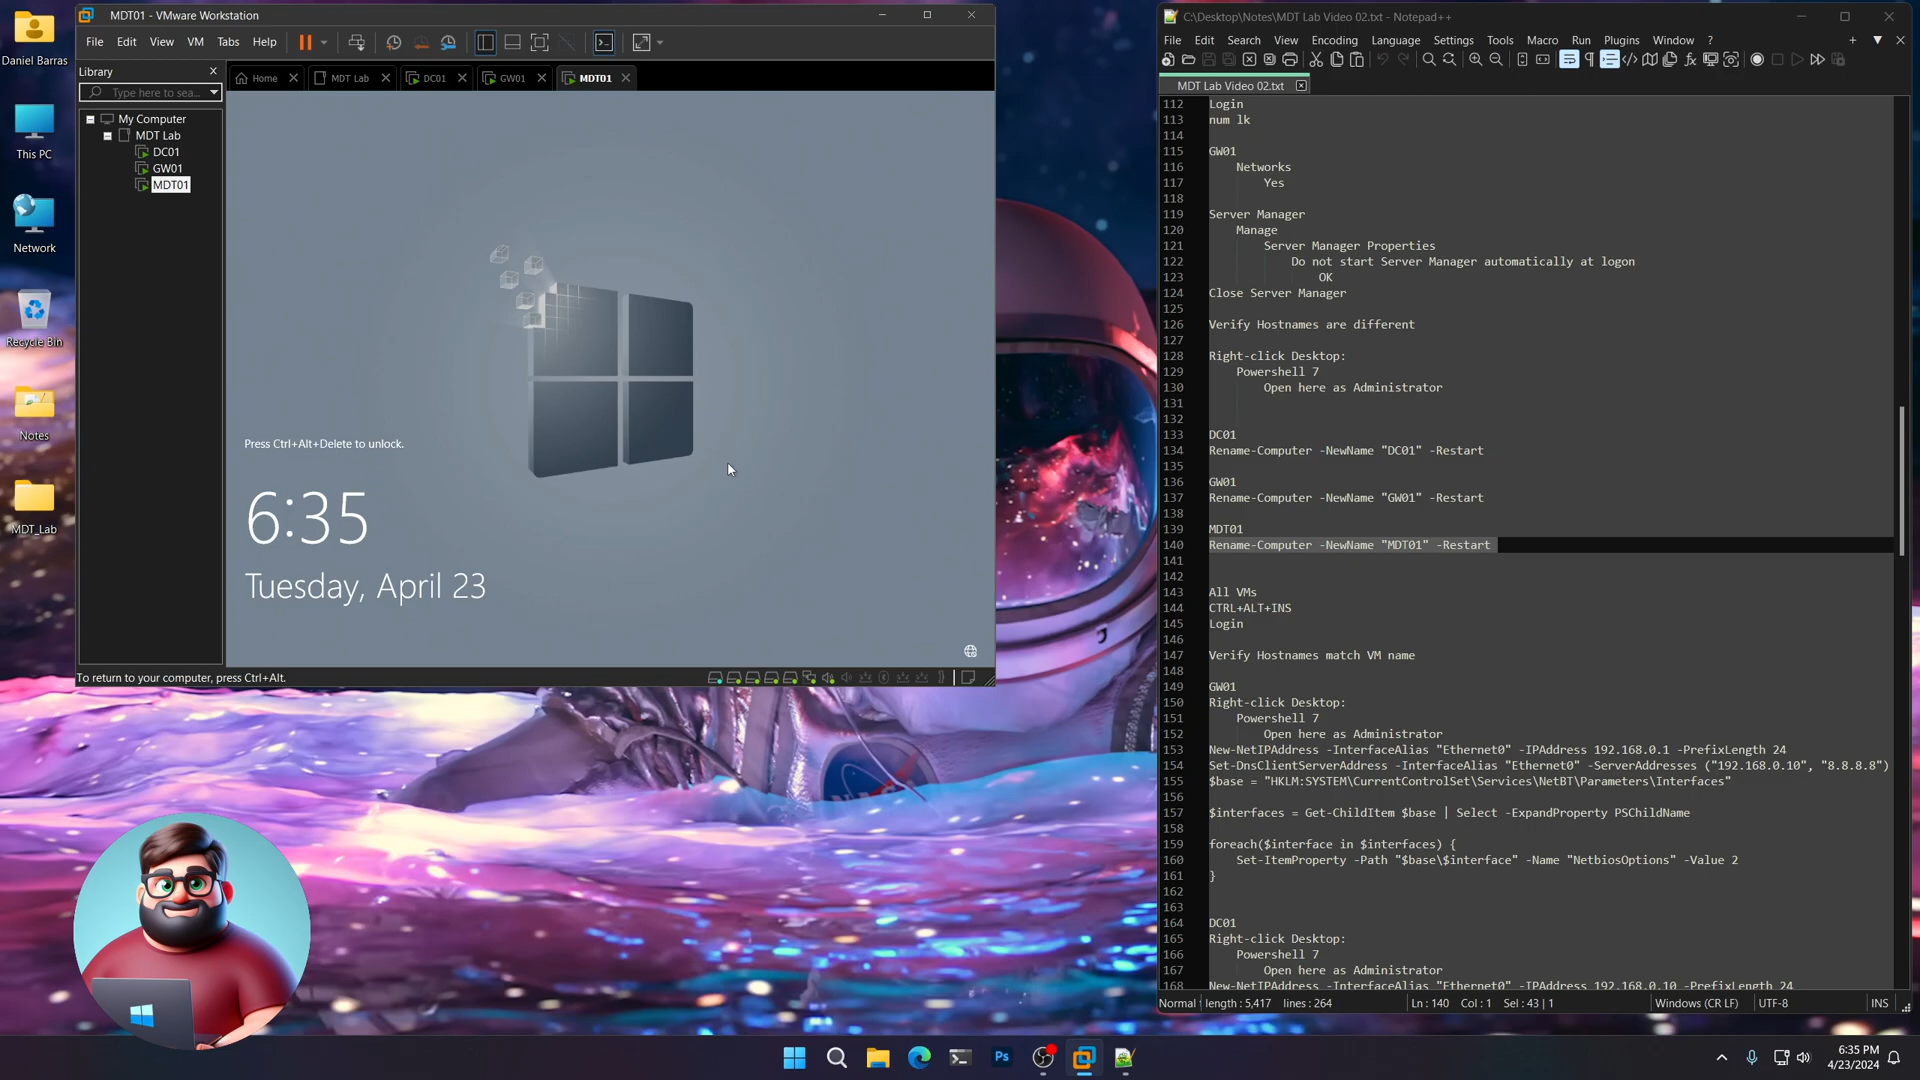 Daniel Barras
This PC
Network
Recycle Bin
Notes
MDT_Lab
MDT01 - VMware Workstation
File Edit View VM Tabs Help
Library
Type here to sea...
My Computer
MDT Lab
DC01
GW01
MDT01
Home
MDT Lab
DC01
GW01
MDT01
Press Ctrl+Alt+Delete to unlock.
6:35
Tuesday, April 23
To return to your computer, press Ctrl+Alt.
C:\Desktop\Notes\MDT Lab Video 02.txt - Notepad++
File Edit Search View Encoding Language Settings Tools Macro Run Plugins Window ?
MDT Lab Video 02.txt
112 Login
113 num lk
114
115 GW01
116 Networks
117 Yes
118
119 Server Manager
120 Manage
121 Server Manager Properties
122 Do not start Server Manager automatically at logon
123 OK
124 Close Server Manager
125
126 Verify Hostnames are different
127
128 Right-click Desktop:
129 Powershell 7
130 Open here as Administrator
131
132
133 DC01
134 Rename-Computer -NewName "DC01" -Restart
135
136 GW01
137 Rename-Computer -NewName "GW01" -Restart
138
139 MDT01
140 Rename-Computer -NewName "MDT01" -Restart
141
142
143 All VMs
144 CTRL+ALT+INS
145 Login
146
147 Verify Hostnames match VM name
148
149 GW01
150 Right-click Desktop:
151 Powershell 7
152 Open here as Administrator
153 New-NetIPAddress -InterfaceAlias "Ethernet0" -IPAddress 192.168.0.1 -PrefixLength 24
154 Set-DnsClientServerAddress -InterfaceAlias "Ethernet0" -ServerAddresses ("192.168.0.10", "8.8.8.8")
155 $base = "HKLM:SYSTEM\CurrentControlSet\Services\NetBT\Parameters\Interfaces"
156
157 $interfaces = Get-ChildItem $base | Select -ExpandProperty PSChildName
158
159 foreach($interface in $interfaces) {
160 Set-ItemProperty -Path "$base\$interface" -Name "NetbiosOptions" -Value 2
161 }
162
163
164 DC01
165 Right-click Desktop:
166 Powershell 7
167 Open here as Administrator
168 New-NetIPAddress -InterfaceAlias "Ethernet0" -IPAddress 192.168.0.10 -PrefixLength 24
Normal length : 5,417 lines : 264 Ln : 140 Col : 1 Sel : 43 | 1 Windows (CR LF) UTF-8 INS
Ps
6:35 PM
4/23/2024